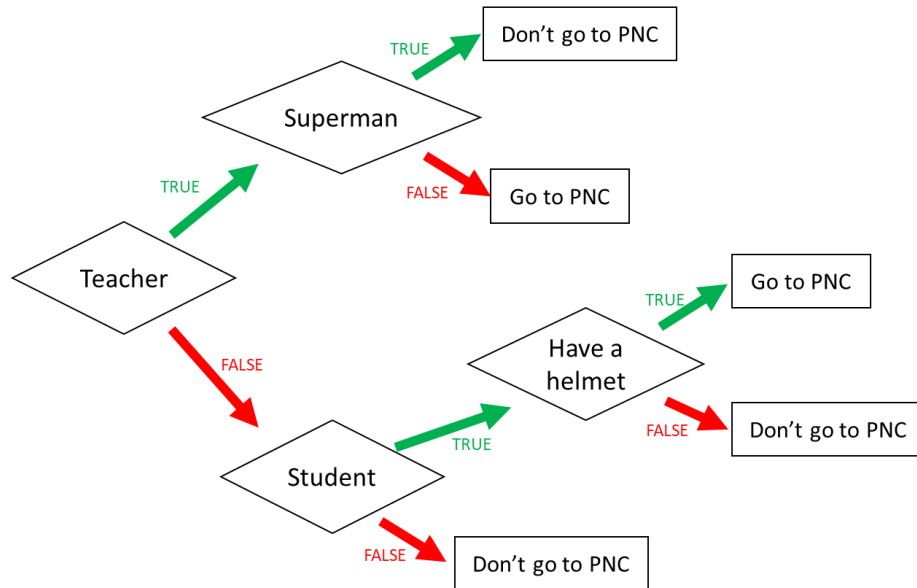 Don’t go to PNC
TRUE
Superman
TRUE
FALSE
Go to PNC
Teacher
Go to PNC
TRUE
FALSE
Have a
helmet
FALSE
Don’t go to PNC
TRUE
Student
FALSE
Don’t go to PNC